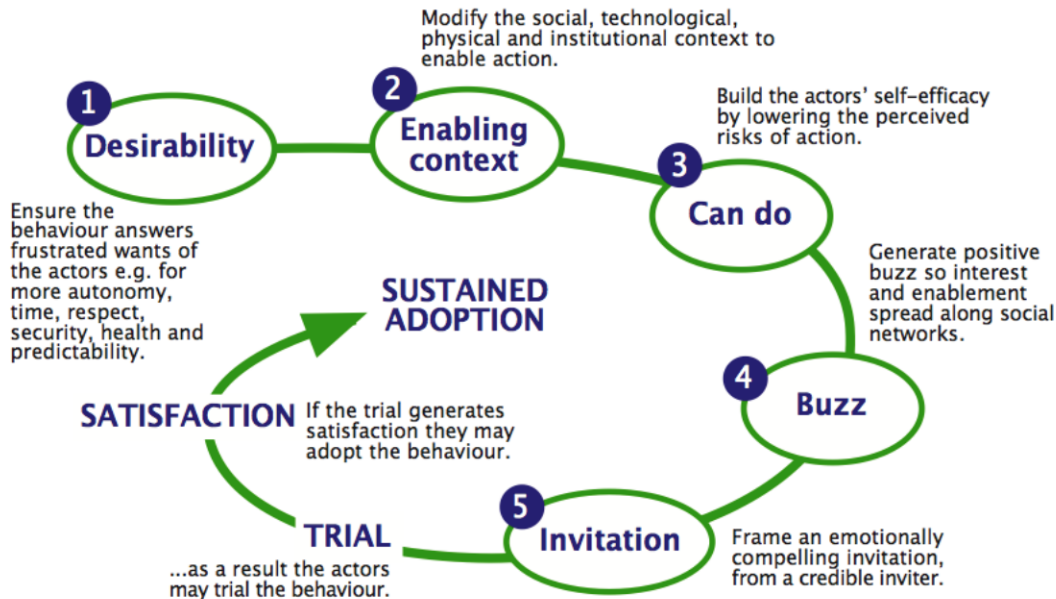 1
Desirability
Ensure the
behaviour answers
frustrated wants of
the actors e.g. for
more autonomy,
time, respect,
security, health and
predictability.
2
Enabling
context
Modify the social, technological,
physical and institutional context to
enable action.
3
Can do
Build the actors’ self-efficacy
by lowering the perceived
risks of action.
4
Buzz
Generate positive
buzz so interest
and enablement
spread along social
networks.
5
Invitation
Frame an emotionally
compelling invitation,
from a credible inviter.
TRIAL
...as a result the actors
may trial the behaviour.
SATISFACTION
If the trial generates
satisfaction they may
adopt the behaviour.
SUSTAINED
ADOPTION